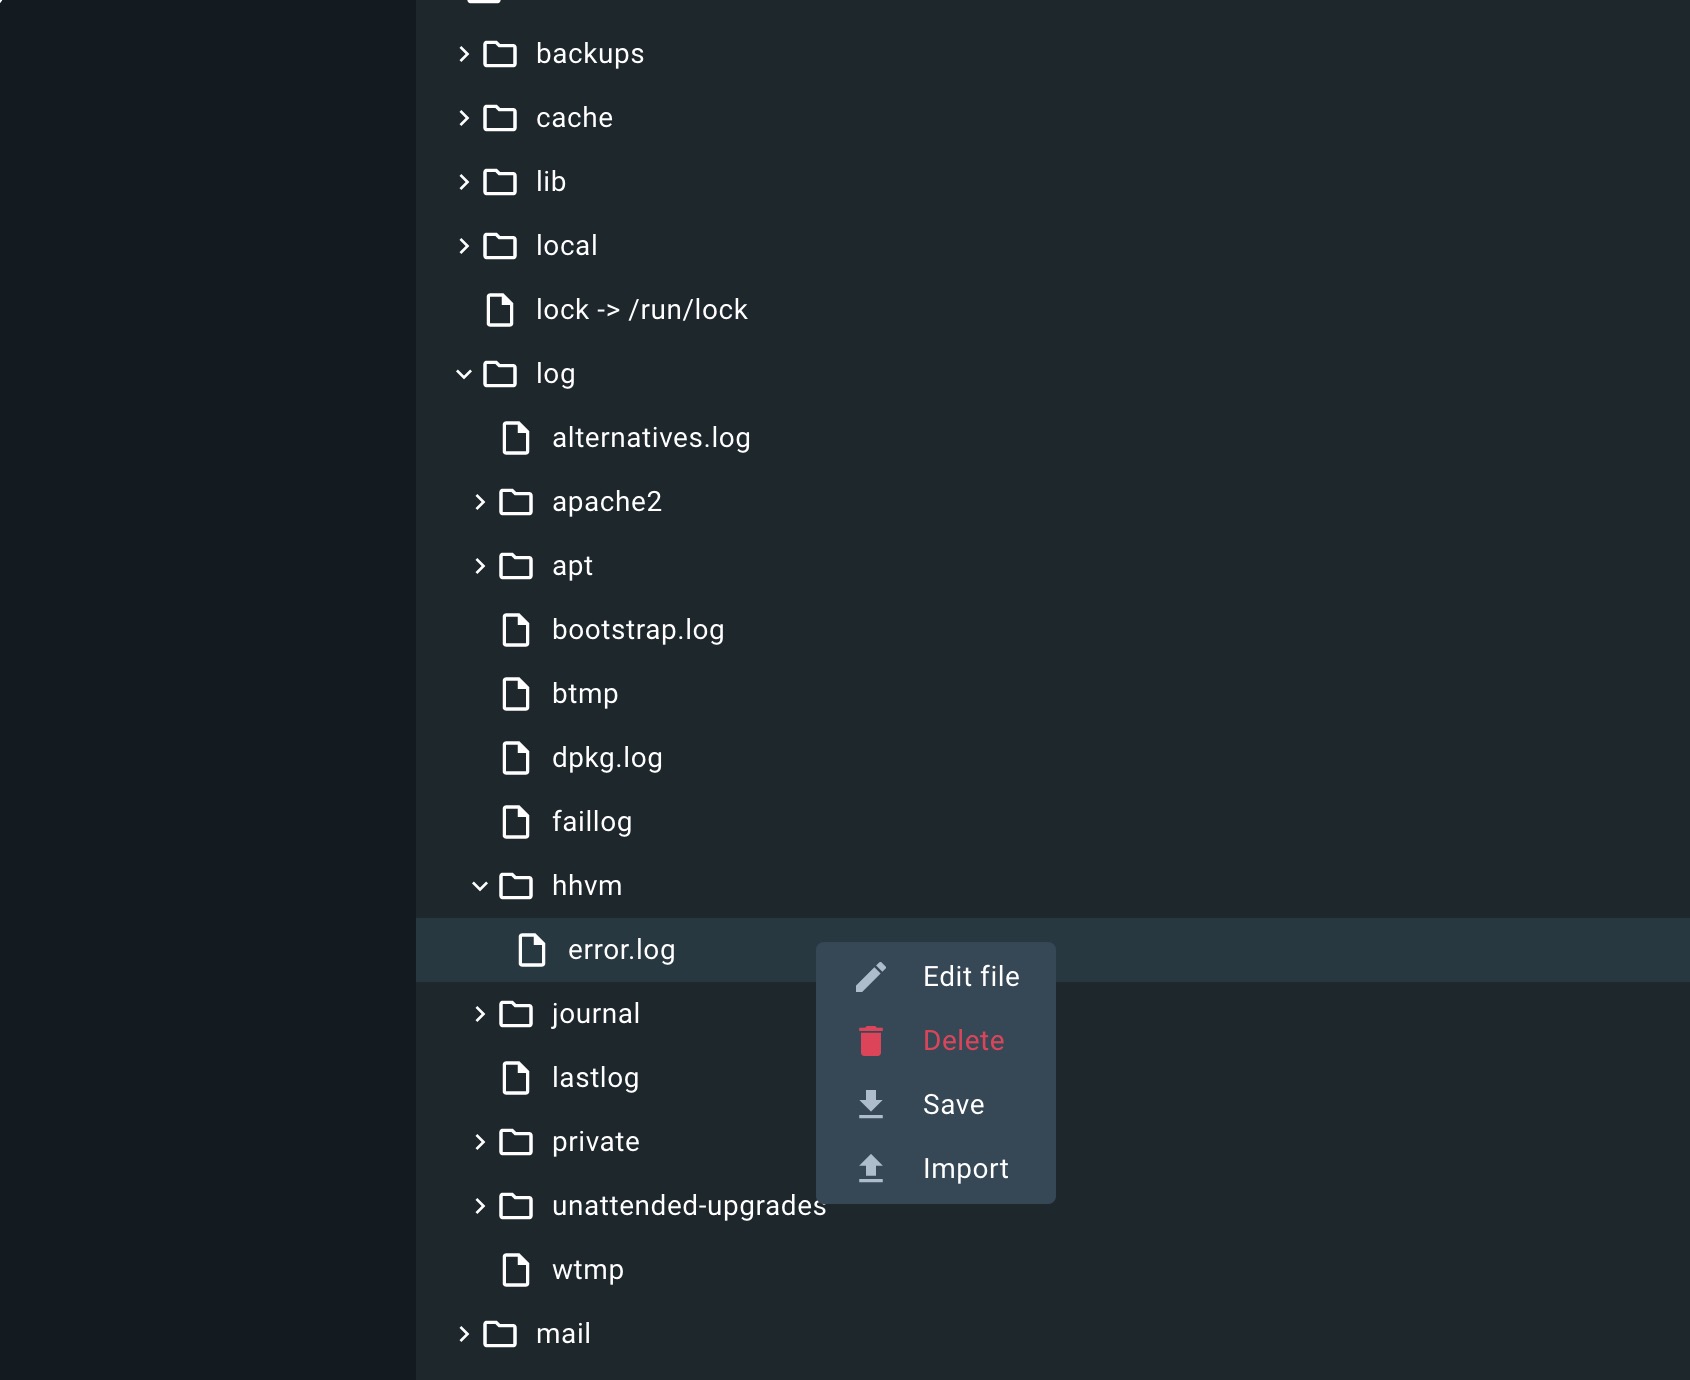 backups
cache
lib
local
lock -> /run/lock
log
alternatives.log
apache2
apt
bootstrap.log
btmp
dpkg.log
faillog
hhvm
error.log
Edit file
journal
Delete
lastlog
Save
private
Import
unattended-upgrades
wtmp
mail